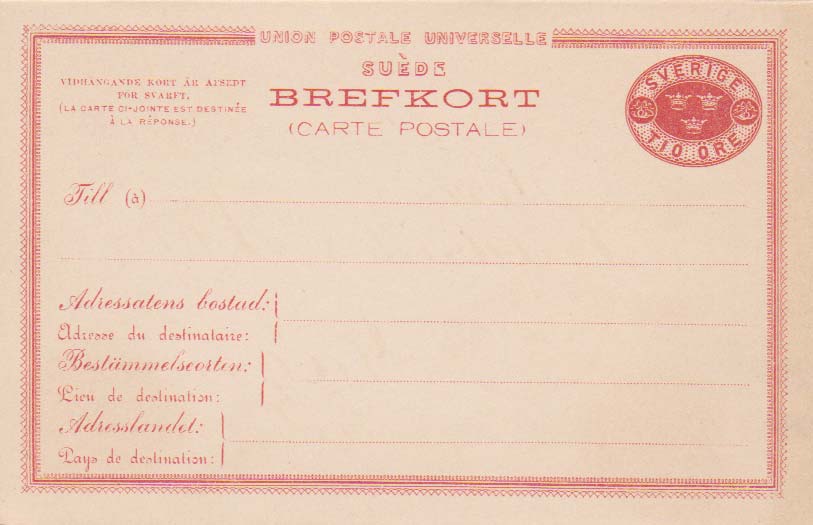 UNION POSTALE UNIVERSELLE
SUÈDE
BREFKORT
(CARTE POSTALE)
VIDHÄNGANDE KORT ÄR AFSEDT
FÖR SVARET.
(LA CARTE CI-JOINTE EST DESTINÉE
À LA RÉPONSE.)
SVERIGE
10
10
TIO ÖRE
Till (à)
Adressatens bostad:
Adresse du destinataire:
Bestämmelseorten:
Lieu de destination:
Adresslandet:
Pays de destination: